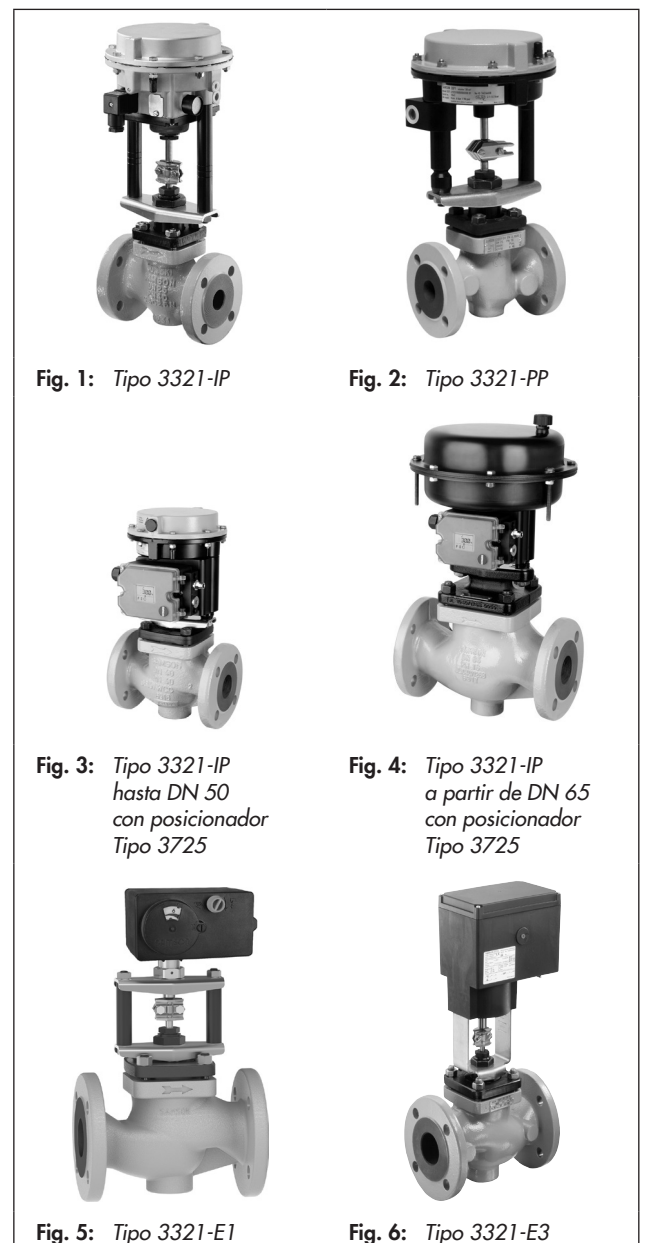 Fig. 1: Tipo 3321-IP
Fig. 2: Tipo 3321-PP
Fig. 3: Tipo 3321-IP
hasta DN 50
con posicionador
Tipo 3725
Fig. 4: Tipo 3321-IP
a partir de DN 65
con posicionador
Tipo 3725
Fig. 5: Tipo 3321-E1
Fig. 6: Tipo 3321-E3